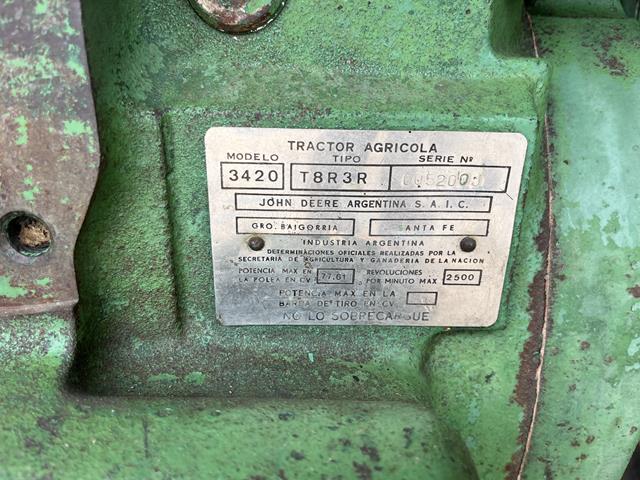 TRACTOR AGRICOLA
MODELO TIPO SERIE Nº
3420 T8R3R
JOHN DEERE ARGENTINA S. A. I. C.
GRO. BAIGORRIA SANTA FE
INDUSTRIA ARGENTINA
DETERMINACIONES OFICIALES REALIZADAS POR LA
SECRETARIA DE AGRICULTURA Y GANADERIA DE LA NACION
POTENCIA MAX EN REVOLUCIONES
LA POLEA EN CV. 77.61 POR MINUTO MAX 2500
POTENCIA MAX EN LA
BARRA DE TIRO EN CV.
NO LO SOBRECARGUE